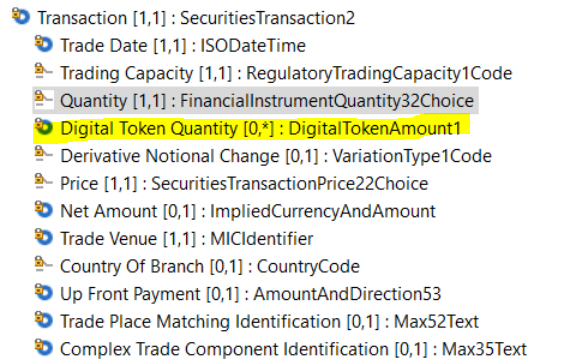 Transaction [1,1] : SecuritiesTransaction2
Trade Date [1,1] : ISODateTime
Trading Capacity [1,1] : RegulatoryTradingCapacity1Code
Quantity [1,1] : FinancialInstrumentQuantity32Choice
Digital Token Quantity [0,*] : DigitalTokenAmount1
Derivative Notional Change [0,1] : VariationType1Code
Price [1,1] : SecuritiesTransactionPrice22Choice
Net Amount [0,1] : ImpliedCurrencyAndAmount
Trade Venue [1,1] : MICIdentifier
Country Of Branch [0,1] : CountryCode
Up Front Payment [0,1] : AmountAndDirection53
Trade Place Matching Identification [0,1] : Max52Text
Complex Trade Component Identification [0,1] : Max35Text